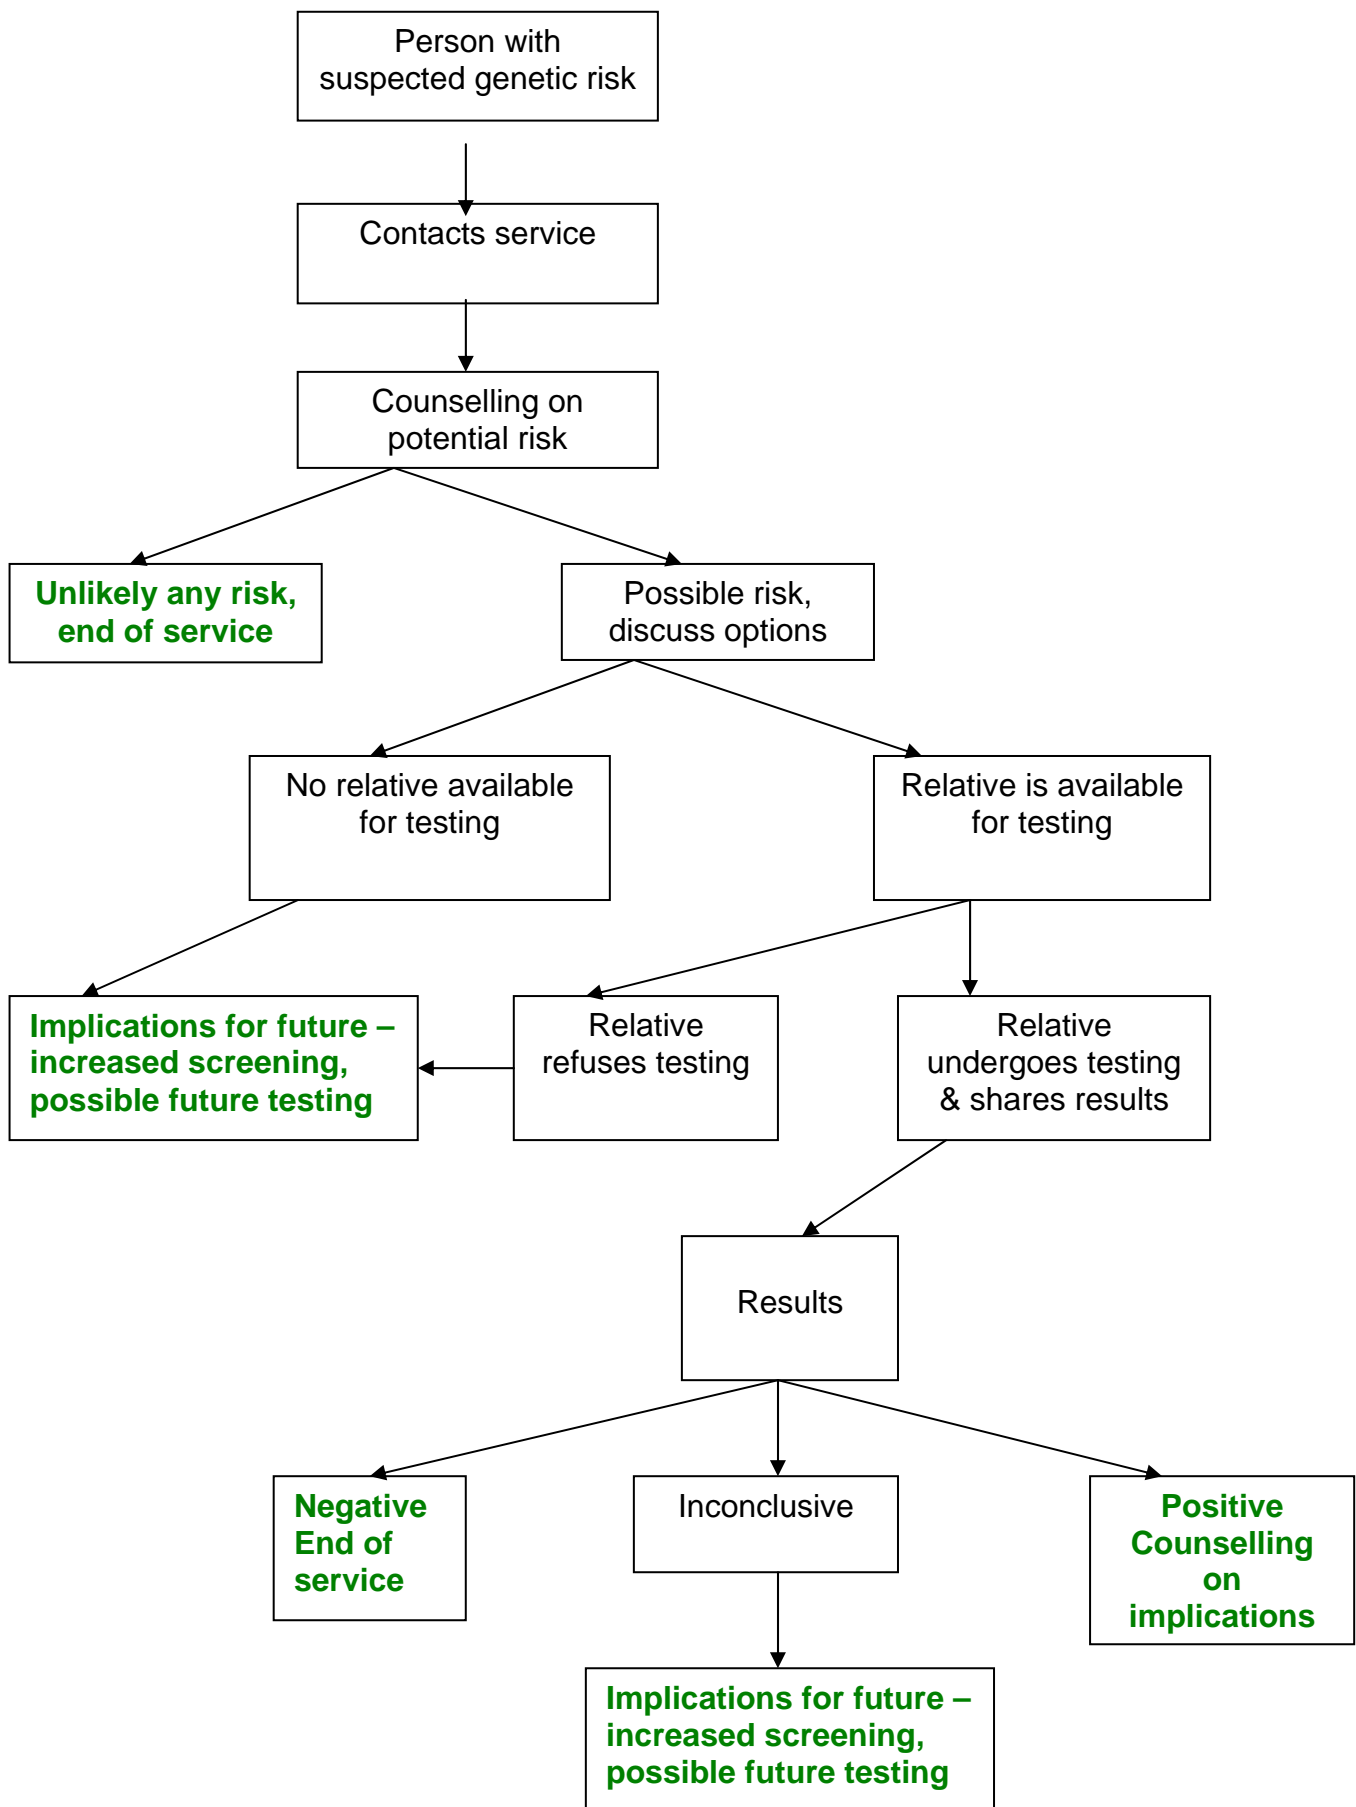 Person with
suspected genetic risk
Contacts service
Counselling on
potential risk
Unlikely any risk,
end of service
Possible risk,
discuss options
No relative available
for testing
Relative is available
for testing
Implications for future –
increased screening,
possible future testing
Relative
refuses testing
Relative
undergoes testing
& shares results
Results
Negative
End of
service
Inconclusive
Positive
Counselling
on
implications
Implications for future –
increased screening,
possible future testing